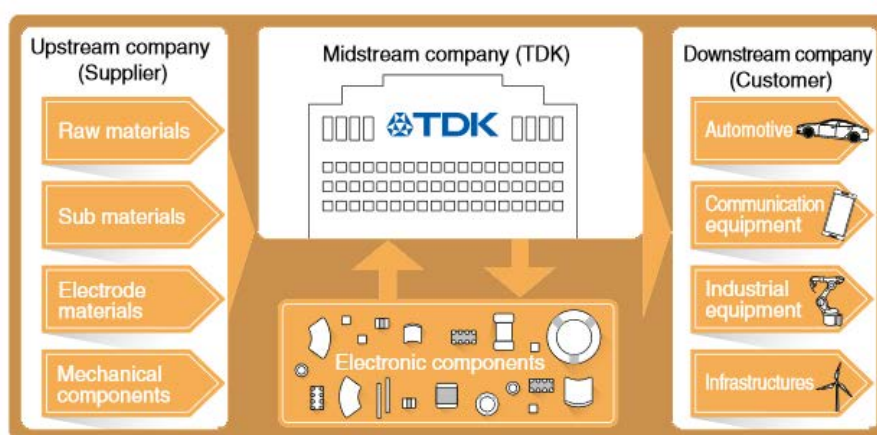 Upstream company
(Supplier)
Raw materials
Sub materials
Electrode
materials
Mechanical
components
Midstream company (TDK)
TDK
Electronic components
Downstream company
(Customer)
Automotive
Communication
equipment
Industrial
equipment
Infrastructures